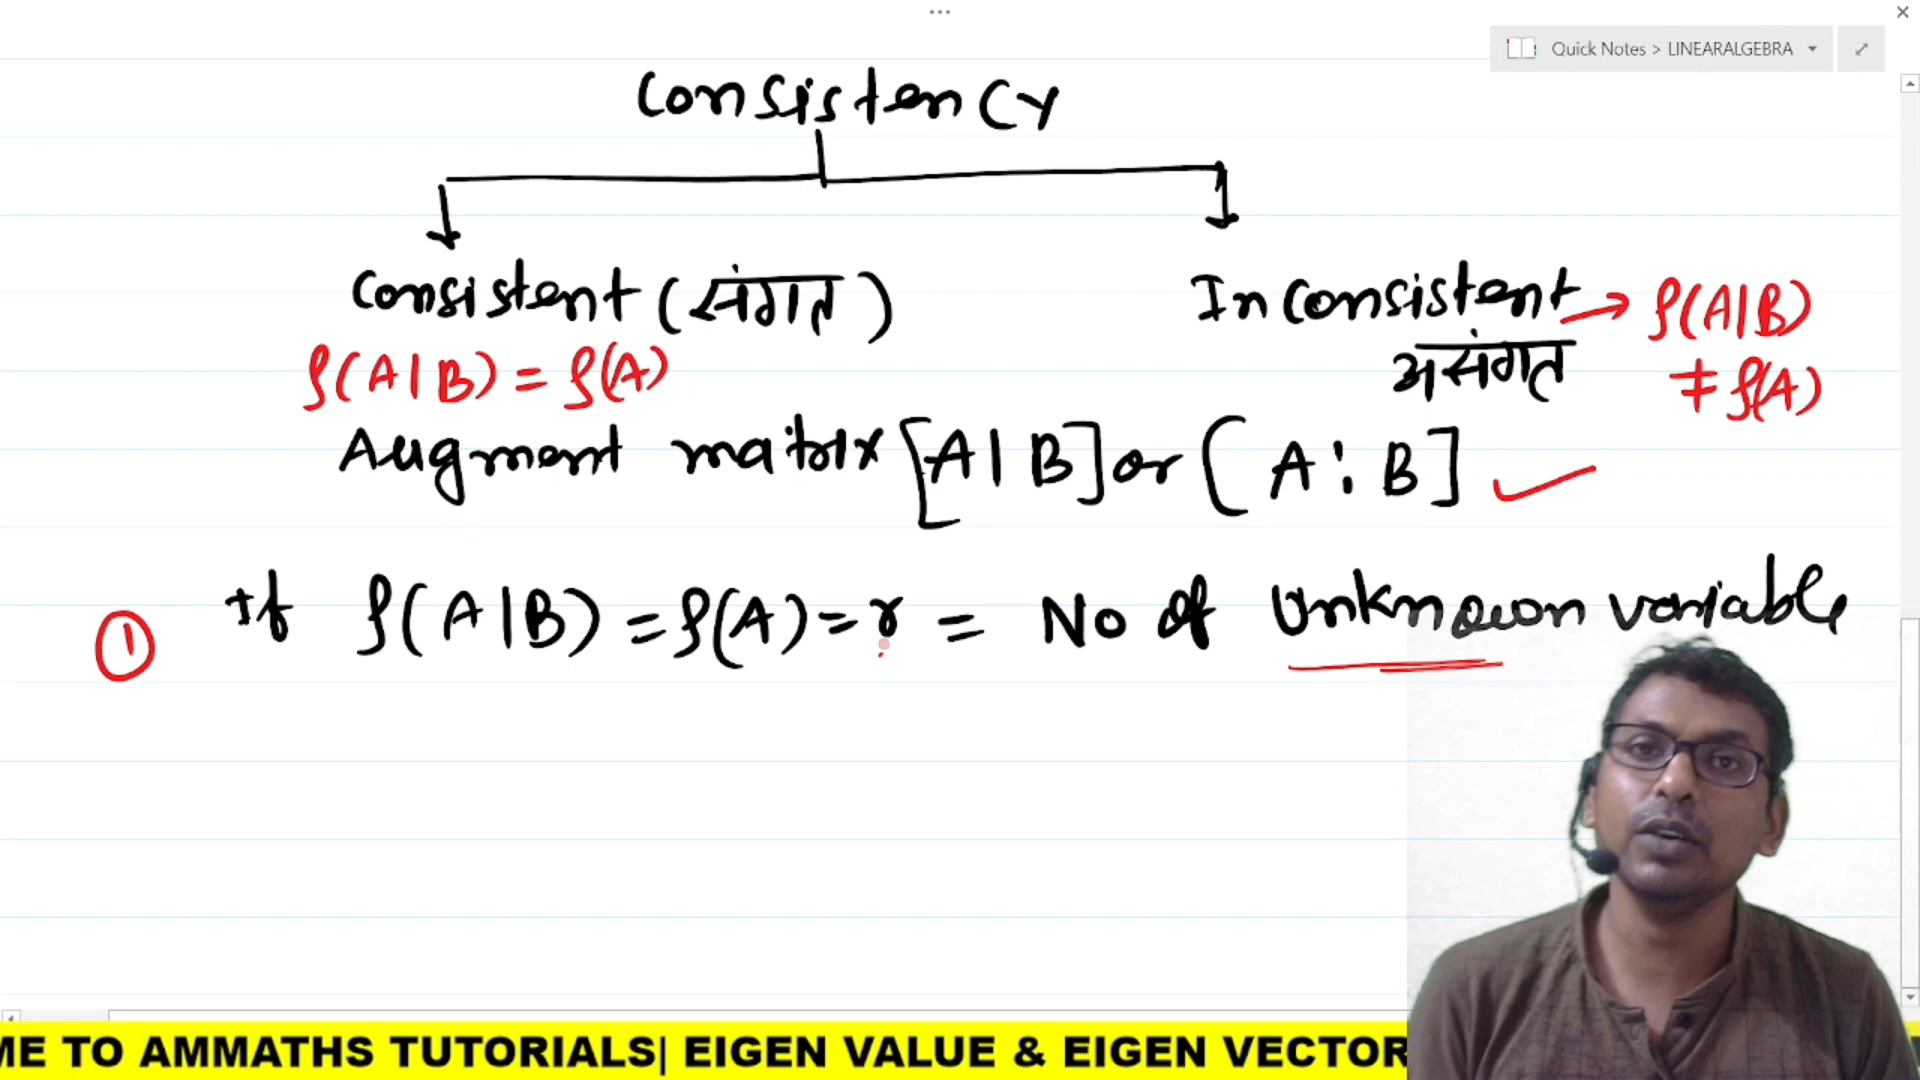 Quick Notes > LINEARALGEBRA
Consistency
Consistent (संगत)
Inconsistent → ρ(A|B)
असंगत ≠ ρ(A)
ρ(A|B) = ρ(A)
Augment matrix [A|B] or [A⋮B]
① If ρ(A|B) = ρ(A) = r = No of Unknown variable
ME TO AMMATHS TUTORIALS| EIGEN VALUE & EIGEN VECTOR